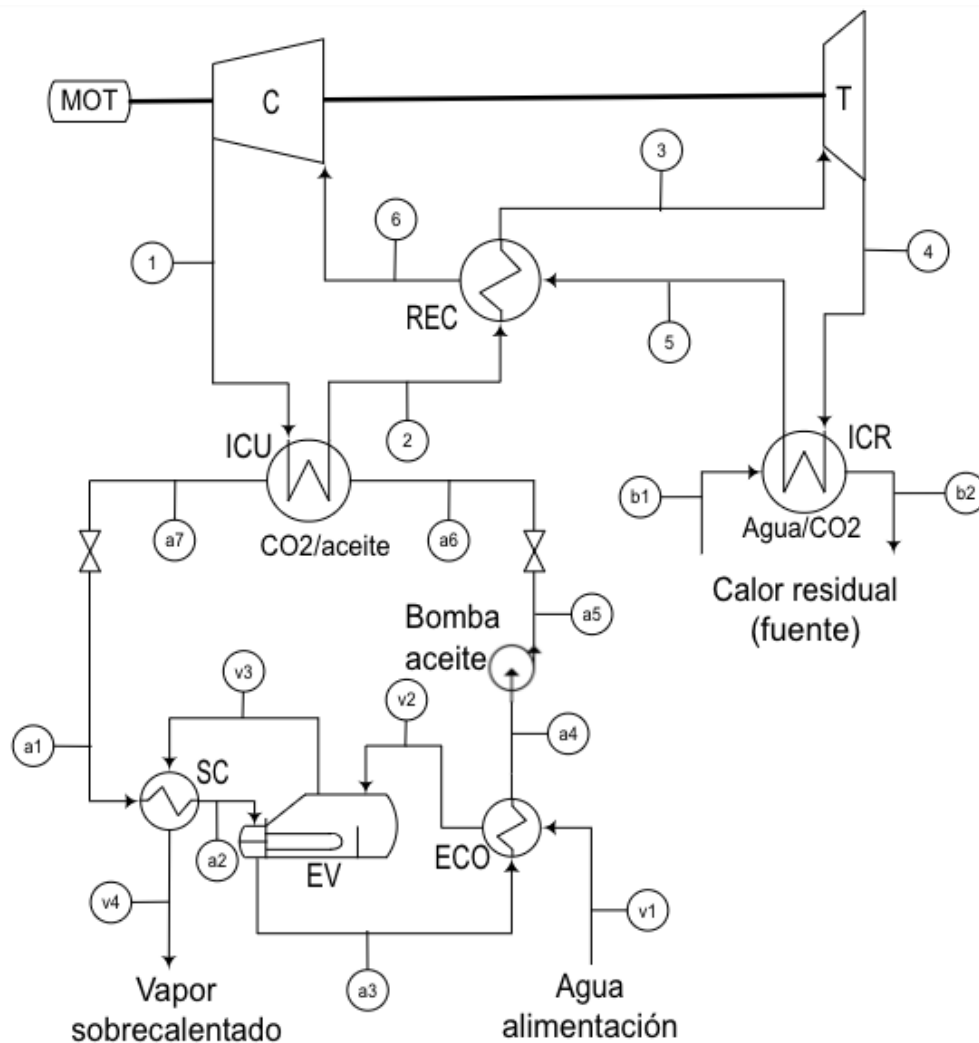 MOT
C
T
3
6
1
4
REC
5
ICU
2
ICR
b1
b2
a7
CO2/aceite
a6
Agua/CO2
Calor residual
(fuente)
Bomba
aceite
a5
v3
v2
a4
a1
SC
a2
EV
ECO
v4
v1
a3
Vapor
sobrecalentado
Agua
alimentación